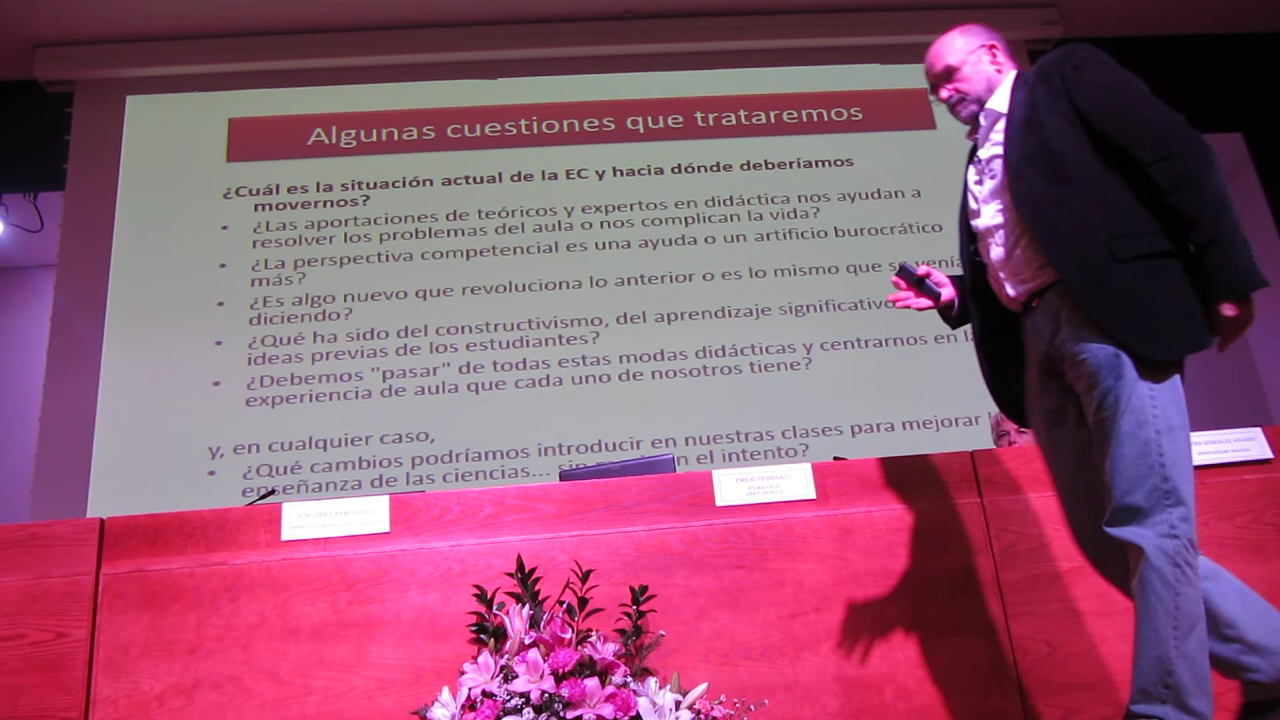 Algunas cuestiones que trataremos
¿Cuál es la situación actual de la EC y hacia dónde deberíamos
movernos?
• ¿Las aportaciones de teóricos y expertos en didáctica nos ayudan a
resolver los problemas del aula o nos complican la vida?
• ¿La perspectiva competencial es una ayuda o un artificio burocrático
más?
• ¿Es algo nuevo que revoluciona lo anterior o es lo mismo que se venía
diciendo?
• ¿Qué ha sido del constructivismo, del aprendizaje significativo
ideas previas de los estudiantes?
• ¿Debemos "pasar" de todas estas modas didácticas y centrarnos en la
experiencia de aula que cada uno de nosotros tiene?
y, en cualquier caso,
• ¿Qué cambios podríamos introducir en nuestras clases para mejorar
enseñanza de las ciencias... sin en el intento?
EMILIO PEDRINACI
GONZÁLEZ